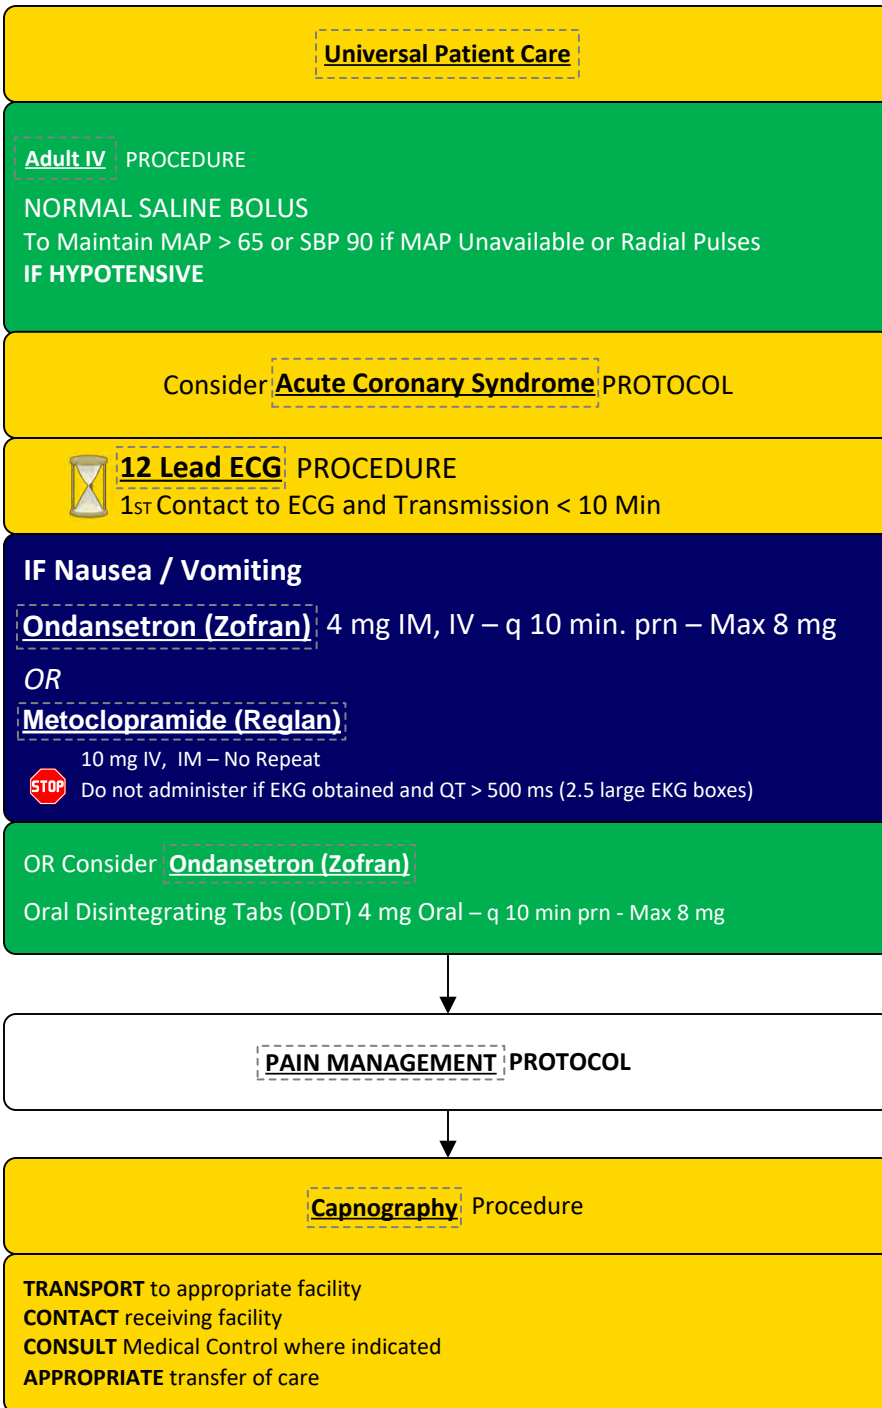 Universal Patient Care
Adult IV PROCEDURE
NORMAL SALINE BOLUS
To Maintain MAP > 65 or SBP 90 if MAP Unavailable or Radial Pulses
IF HYPOTENSIVE
Consider Acute Coronary Syndrome PROTOCOL
12 Lead ECG PROCEDURE
1ST Contact to ECG and Transmission < 10 Min
IF Nausea / Vomiting
Ondansetron (Zofran) 4 mg IM, IV – q 10 min. prn – Max 8 mg
OR
Metoclopramide (Reglan)
10 mg IV, IM – No Repeat
STOP Do not administer if EKG obtained and QT > 500 ms (2.5 large EKG boxes)
OR Consider Ondansetron (Zofran)
Oral Disintegrating Tabs (ODT) 4 mg Oral – q 10 min prn - Max 8 mg
PAIN MANAGEMENT PROTOCOL
Capnography Procedure
TRANSPORT to appropriate facility
CONTACT receiving facility
CONSULT Medical Control where indicated
APPROPRIATE transfer of care